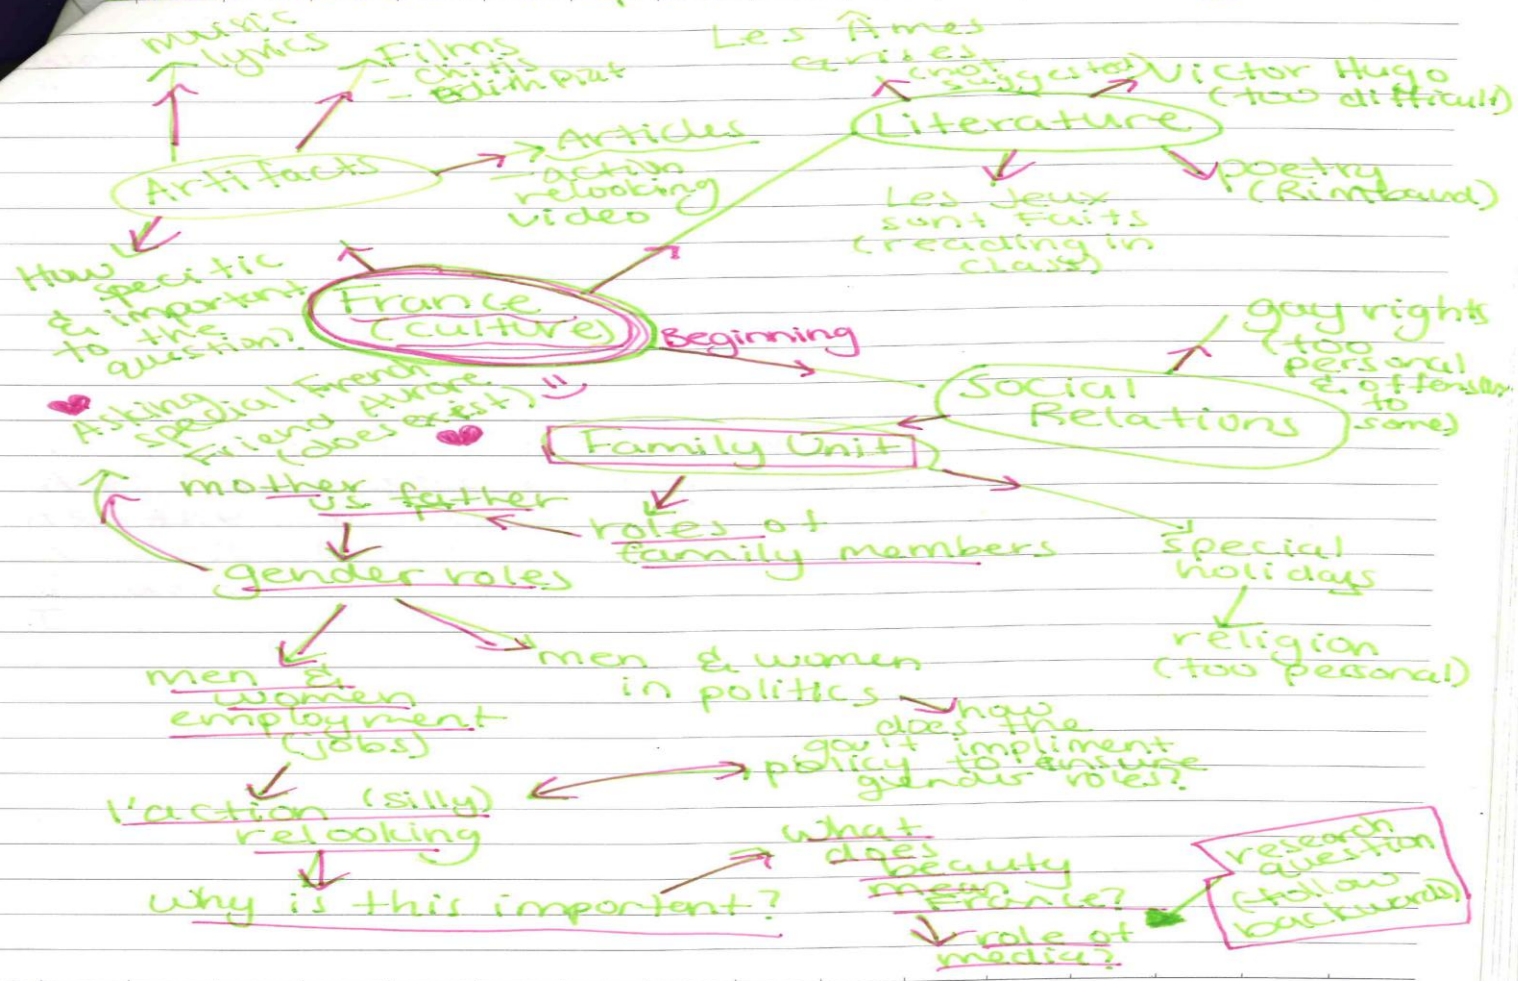 music
lyrics
Films
- Chtis
- Edith Piaf
Articles
- action
relooking
video
Artifacts
How
specific
& important
to the
question?
Les Âmes
Grises
(not
suggested)
Victor Hugo
(too difficult)
Literature
poetry
(Rimbaud)
Les Jeux
sont Faits
(reading in
class)
France
(culture)
Beginning
gay rights
(too
personal
& offensive
to
some)
Social
Relations
Asking
special French
Friend Aurore
(does exist)
Family Unit
mother
vs father
roles of
family members
gender roles
special
holidays
religion
(too personal)
men &
women
employment
(jobs)
men & women
in politics
how
does the
gov't impliment
policy to ensure
gender roles?
l'action (silly)
relooking
why is this important?
what
does
beauty
mean
France?
role of
media?
research
question
(follow
backwards)